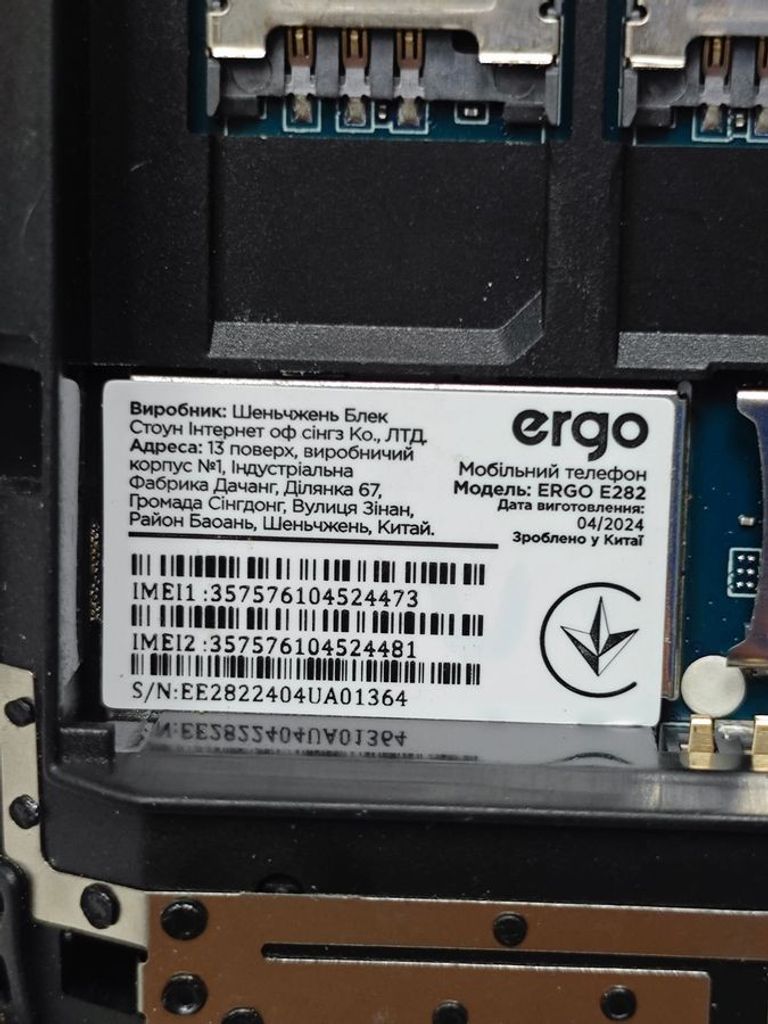 Виробник: Шеньчжень Блек
Стоун Інтернет оф сінгз Ко., ЛТД.
Адреса: 13 поверх, виробничий
корпус №1, Індустріальна
Фабрика Дачанг, Ділянка 67,
Громада Сінгдонг, Вулиця Зінан,
Район Баоань, Шеньчжень, Китай.
ergo
Мобільний телефон
Модель: ERGO E282
Дата виготовлення:
04/2024
Зроблено у Китаї
IMEI1 :357576104524473
IMEI2 :357576104524481
S/N:EE2822404UA01364